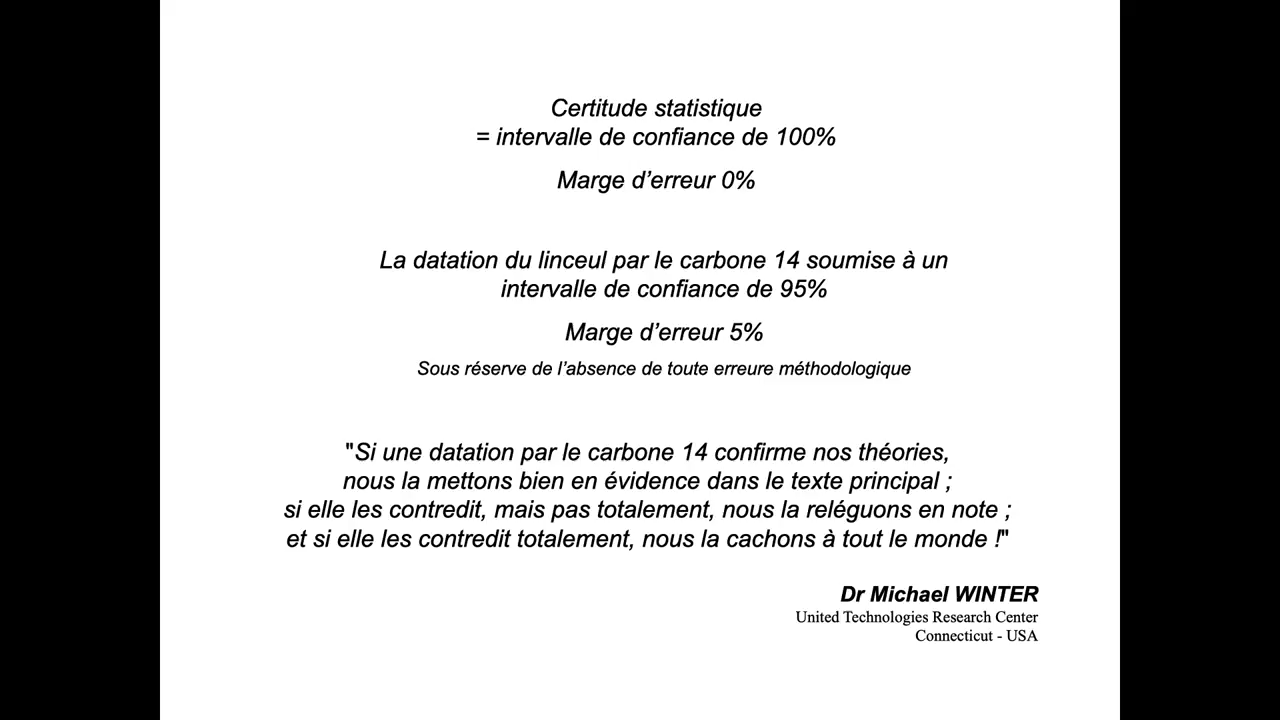 Certitude statistique
= intervalle de confiance de 100%
Marge d’erreur 0%
La datation du linceul par le carbone 14 soumise à un
intervalle de confiance de 95%
Marge d’erreur 5%
Sous réserve de l’absence de toute erreure méthodologique
"Si une datation par le carbone 14 confirme nos théories,
nous la mettons bien en évidence dans le texte principal ;
si elle les contredit, mais pas totalement, nous la reléguons en note ;
et si elle les contredit totalement, nous la cachons à tout le monde !"
Dr Michael WINTER
United Technologies Research Center
Connecticut - USA